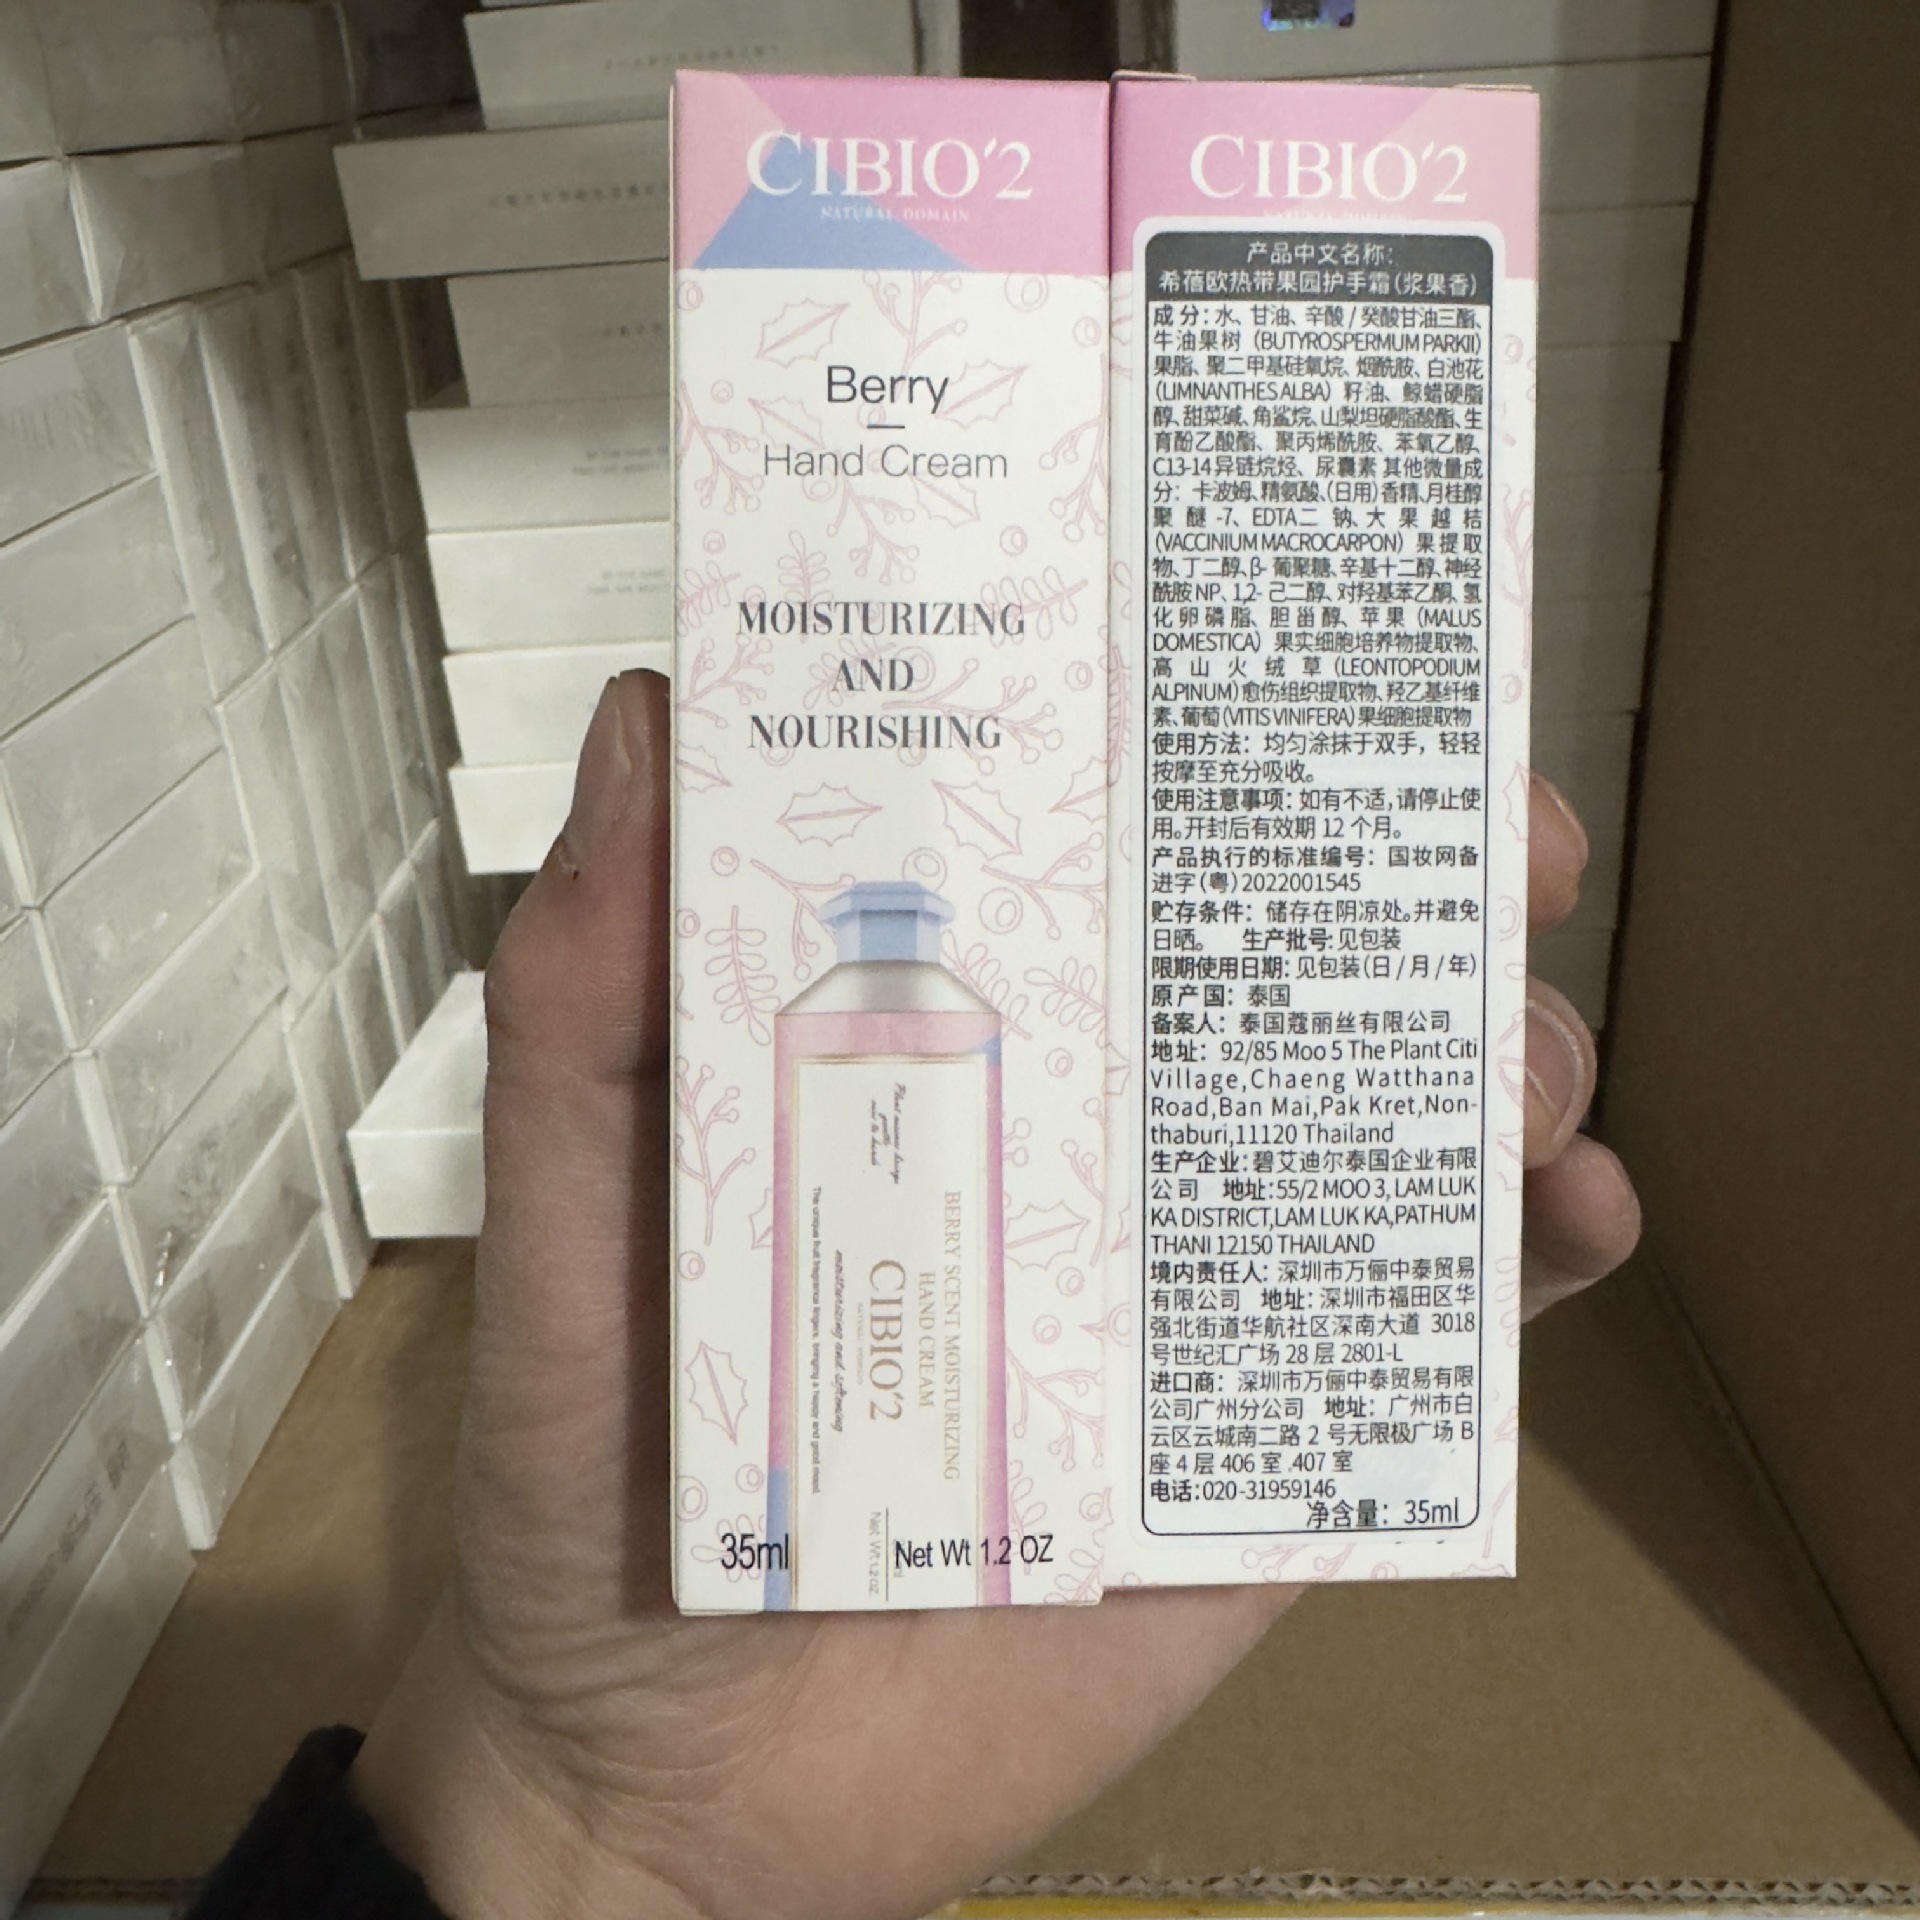 CIBIO'2
NATURAL DOMAIN
Berry
Hand Cream
MOISTURIZING
AND
NOURISHING
BERRY SCENT MOISTURIZING
HAND CREAM
CIBIO'2
moisturizing and softening
The unique fruit fragrance lingers, bringing a happy and good mood.
Net Wt 1.2 OZ
35ml
Net Wt 1.2 OZ
CIBIO'2
产品中文名称：
希蓓欧热带果园护手霜（浆果香）
成分：水、甘油、辛酸/癸酸甘油三酯、
牛油果树（BUTYROSPERMUM PARKII）
果脂、聚二甲基硅氧烷、烟酰胺、白池花
（LIMNANTHES ALBA）籽油、鲸蜡硬脂
醇、甜菜碱、角鲨烷、山梨坦硬脂酸酯、生
育酚乙酸酯、聚丙烯酰胺、苯氧乙醇、
C13-14异链烷烃、尿囊素 其他微量成
分：卡波姆、精氨酸、（日用）香精、月桂醇
聚醚-7、EDTA二钠、大果越桔
（VACCINIUM MACROCARPON）果提取
物、丁二醇、β-葡聚糖、辛基十二醇、神经
酰胺NP、1,2-己二醇、对羟基苯乙酮、氢
化卵磷脂、胆甾醇、苹果（MALUS
DOMESTICA）果实细胞培养物提取物、
高山火绒草（LEONTOPODIUM
ALPINUM）愈伤组织提取物、羟乙基纤维
素、葡萄（VITIS VINIFERA）果细胞提取物
使用方法：均匀涂抹于双手，轻轻
按摩至充分吸收。
使用注意事项：如有不适，请停止使
用。开封后有效期12个月。
产品执行的标准编号：国妆网备
进字（粤）2022001545
贮存条件：储存在阴凉处。并避免
日晒。 生产批号：见包装
限期使用日期：见包装（日/月/年）
原产国：泰国
备案人：泰国蔻丽丝有限公司
地址：92/85 Moo 5 The Plant Citi
Village,Chaeng Watthana
Road,Ban Mai,Pak Kret,Non-
thaburi,11120 Thailand
生产企业：碧艾迪尔泰国企业有限
公司 地址：55/2 MOO 3, LAM LUK
KA DISTRICT,LAM LUK KA,PATHUM
THANI 12150 THAILAND
境内责任人：深圳市万俪中泰贸易
有限公司 地址：深圳市福田区华
强北街道华航社区深南大道 3018
号世纪汇广场 28 层 2801-L
进口商：深圳市万俪中泰贸易有限
公司广州分公司 地址：广州市白
云区云城南二路 2 号无限极广场 B
座 4 层 406 室 .407 室
电话：020-31959146
净含量：35ml